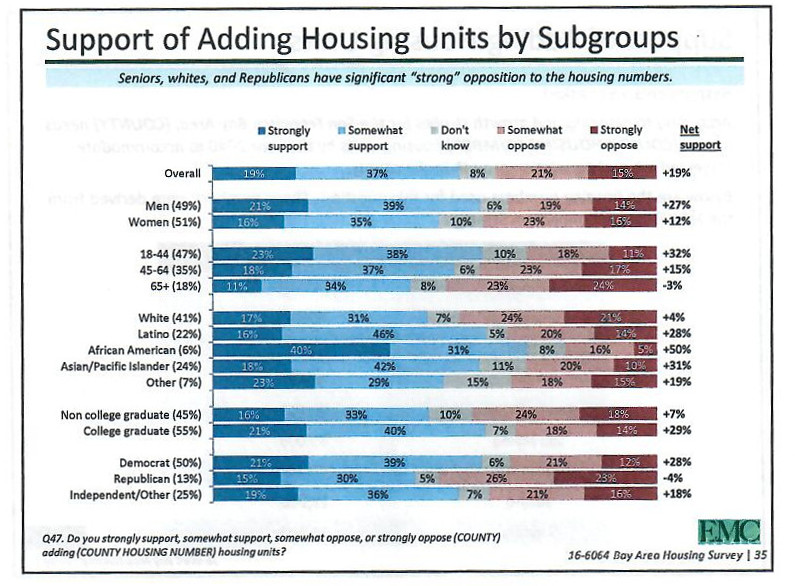 Support of Adding Housing Units by Subgroups
Seniors, whites, and Republicans have significant “strong” opposition to the housing numbers.
Strongly support Somewhat support Don't know Somewhat oppose Strongly oppose Net support
Overall 19% 37% 8% 21% 15% +19%
Men (49%) 21% 39% 6% 19% 14% +27%
Women (51%) 16% 35% 10% 23% 16% +12%
18-44 (47%) 23% 38% 10% 18% 11% +32%
45-64 (35%) 18% 37% 6% 23% 17% +15%
65+ (18%) 11% 34% 8% 23% 24% -3%
White (41%) 17% 31% 7% 24% 21% +4%
Latino (22%) 16% 46% 5% 20% 14% +28%
African American (6%) 40% 31% 8% 16% 5% +50%
Asian/Pacific Islander (24%) 18% 42% 11% 20% 10% +31%
Other (7%) 23% 29% 15% 18% 15% +19%
Non college graduate (45%) 16% 33% 10% 24% 18% +7%
College graduate (55%) 21% 40% 7% 18% 14% +29%
Democrat (50%) 21% 39% 6% 21% 12% +28%
Republican (13%) 15% 30% 5% 26% 23% -4%
Independent/Other (25%) 19% 36% 7% 21% 16% +18%
Q47. Do you strongly support, somewhat support, somewhat oppose, or strongly oppose (COUNTY)
adding (COUNTY HOUSING NUMBER) housing units?
EMC
16-6064 Bay Area Housing Survey | 35